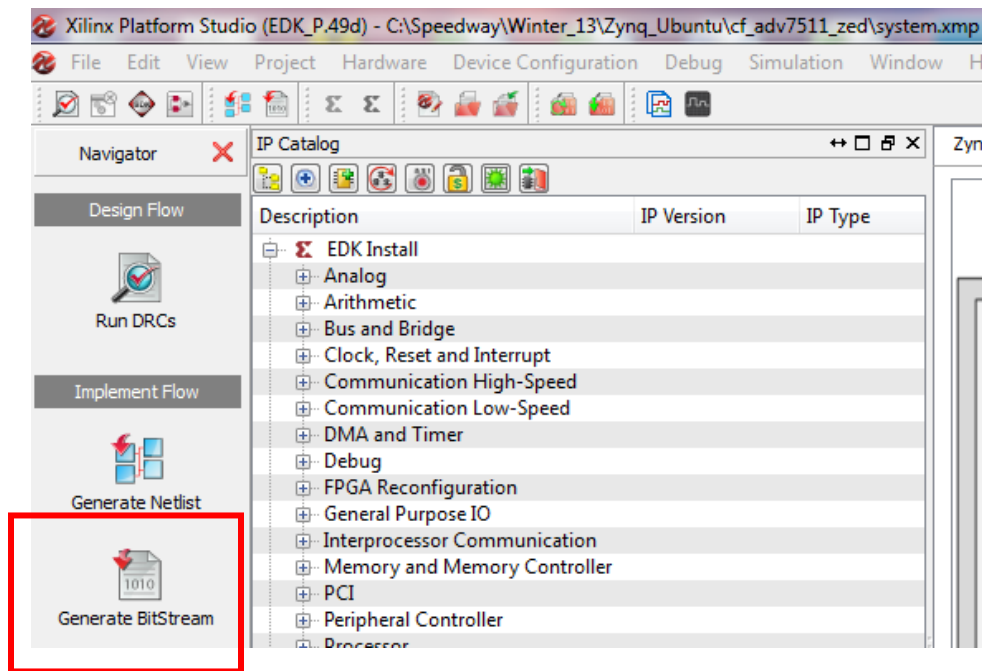 Xilinx Platform Studio (EDK_P.49d) - C:\Speedway\Winter_13\Zynq_Ubuntu\cf_adv7511_zed\system.xmp
File Edit View Project Hardware Device Configuration Debug Simulation Window H
Navigator
IP Catalog
Zyn
Design Flow
Description IP Version IP Type
EDK Install
Analog
Arithmetic
Run DRCs
Bus and Bridge
Clock, Reset and Interrupt
Implement Flow
Communication High-Speed
Communication Low-Speed
DMA and Timer
Debug
FPGA Reconfiguration
Generate Netlist
General Purpose IO
Interprocessor Communication
Memory and Memory Controller
1010
PCI
Generate BitStream
Peripheral Controller
Processor